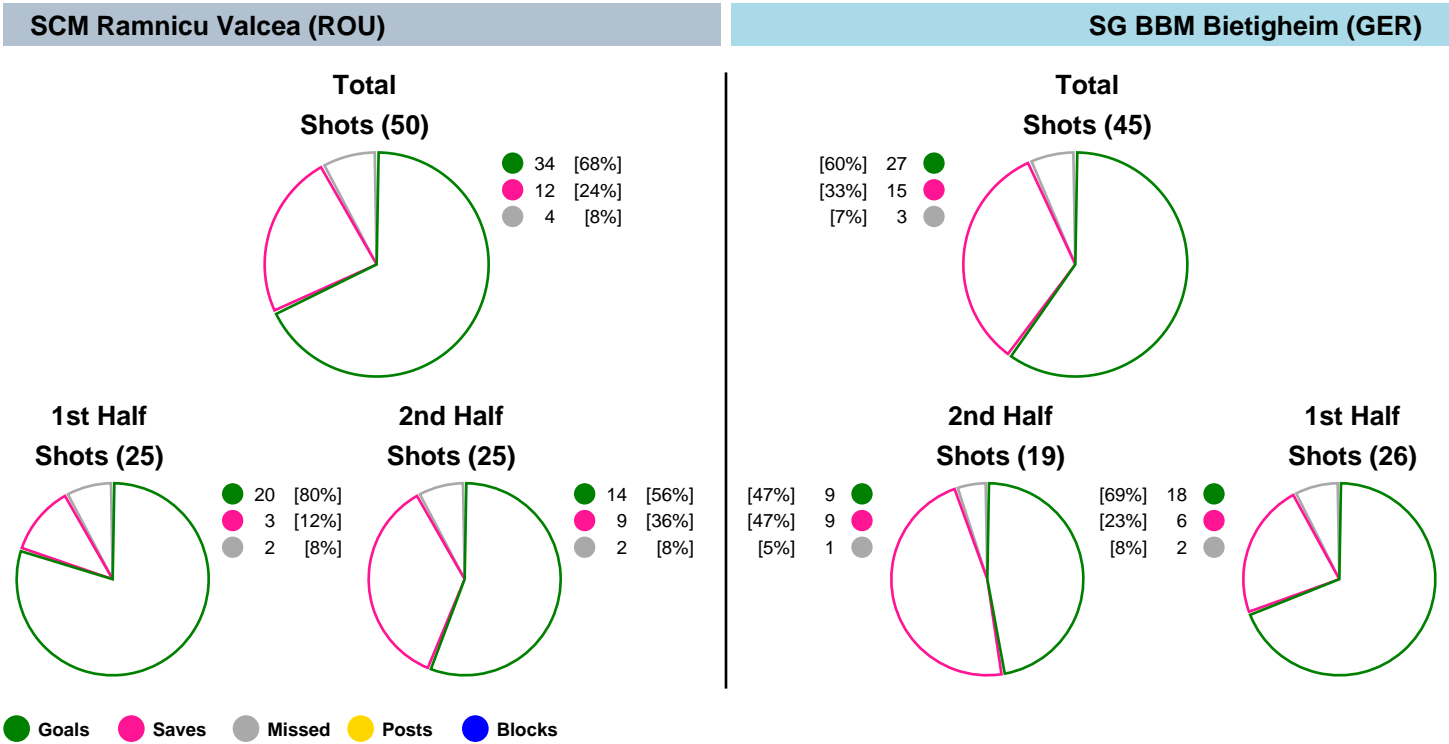 SCM Ramnicu Valcea (ROU)
SG BBM Bietigheim (GER)
Total
Shots (50)
34 [68%]
12 [24%]
4 [8%]
Total
Shots (45)
[60%] 27
[33%] 15
[7%] 3
1st Half
Shots (25)
20 [80%]
3 [12%]
2 [8%]
2nd Half
Shots (25)
14 [56%]
9 [36%]
2 [8%]
2nd Half
Shots (19)
[47%] 9
[47%] 9
[5%] 1
1st Half
Shots (26)
[69%] 18
[23%] 6
[8%] 2
Goals Saves Missed Posts Blocks